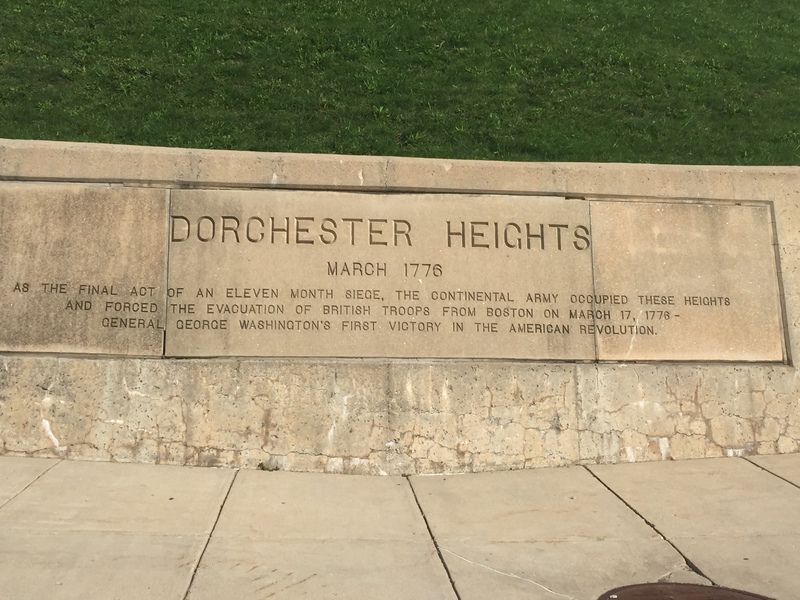 DORCHESTER HEIGHTS
MARCH 1776
AS THE FINAL ACT OF AN ELEVEN MONTH SIEGE, THE CONTINENTAL ARMY OCCUPIED THESE HEIGHTS
AND FORCED THE EVACUATION OF BRITISH TROOPS FROM BOSTON ON MARCH 17, 1776 –
GENERAL GEORGE WASHINGTON'S FIRST VICTORY IN THE AMERICAN REVOLUTION.